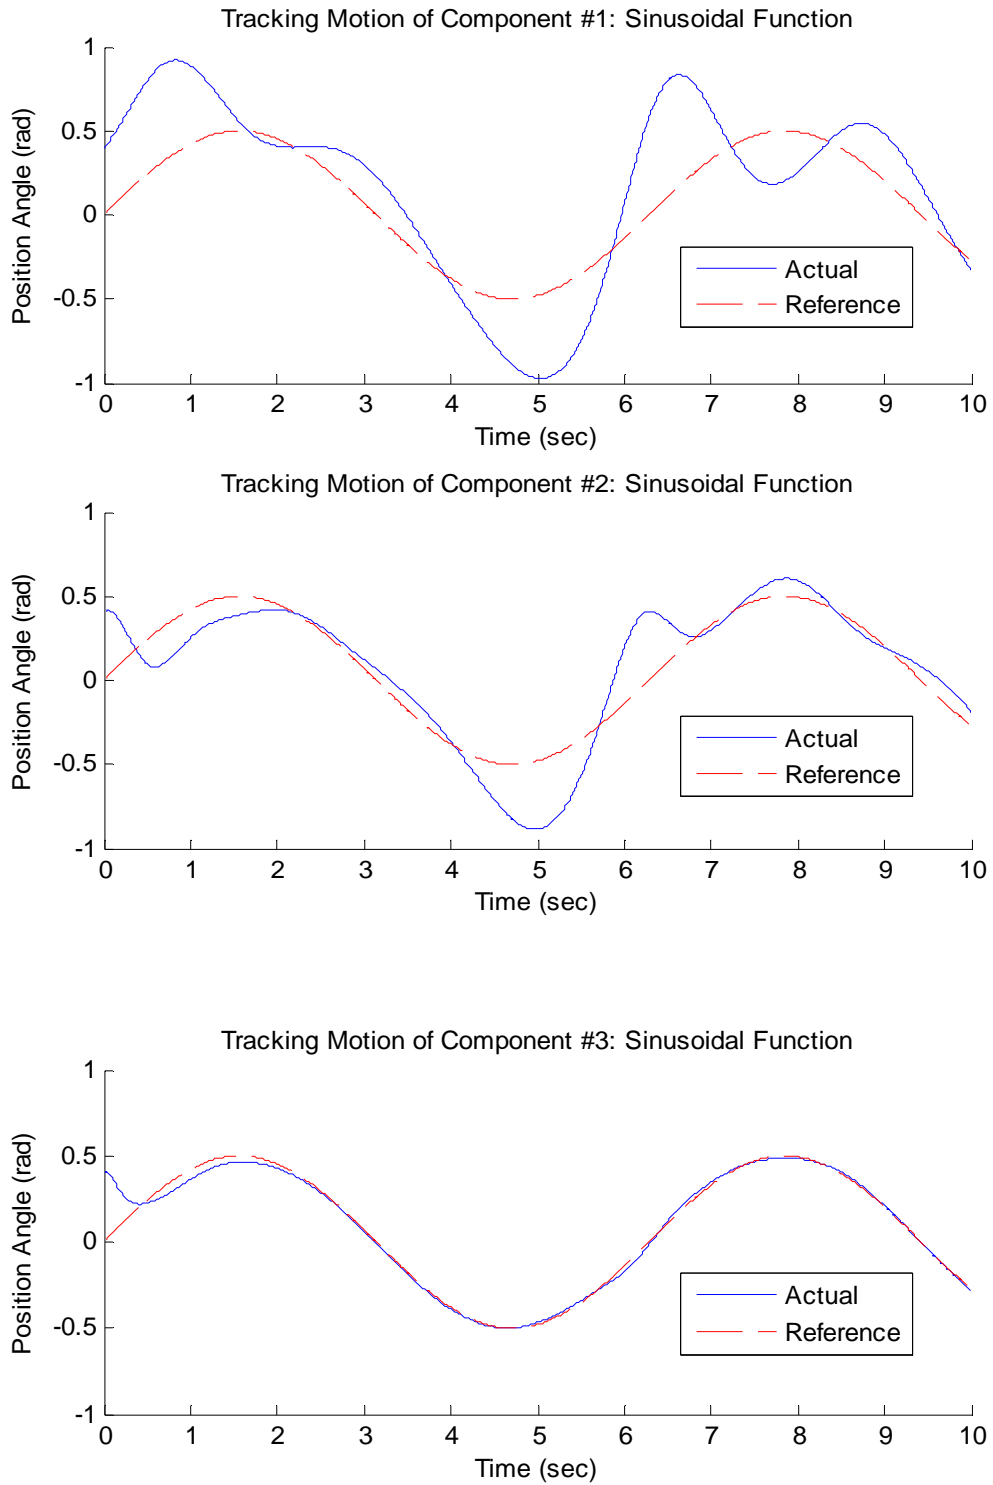 Tracking Motion of Component #1: Sinusoidal Function
1
0.5
0
-0.5
-1
Position Angle (rad)
Actual
Reference
0 1 2 3 4 5 6 7 8 9 10
Time (sec)
Tracking Motion of Component #2: Sinusoidal Function
1
0.5
0
-0.5
-1
Position Angle (rad)
Actual
Reference
0 1 2 3 4 5 6 7 8 9 10
Time (sec)
Tracking Motion of Component #3: Sinusoidal Function
1
0.5
0
-0.5
-1
Position Angle (rad)
Actual
Reference
0 1 2 3 4 5 6 7 8 9 10
Time (sec)